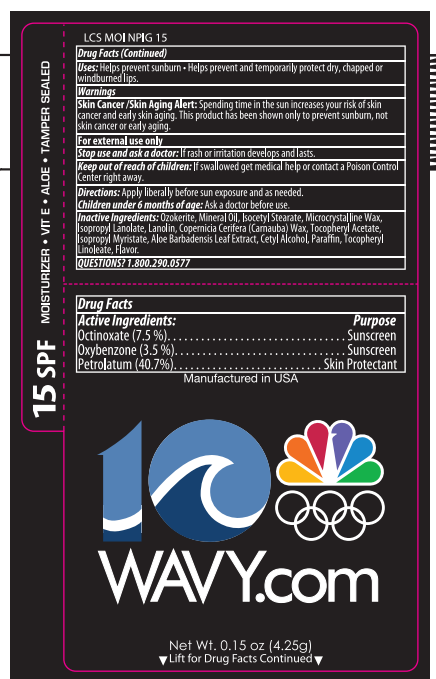 LCS MOI NPIG 15
Drug Facts (Continued)
Uses: Helps prevent sunburn • Helps prevent and temporarily protect dry, chapped or
windburned lips.
Warnings
Skin Cancer /Skin Aging Alert: Spending time in the sun increases your risk of skin
cancer and early skin aging. This product has been shown only to prevent sunburn, not
skin cancer or early aging.
For external use only
Stop use and ask a doctor: If rash or irritation develops and lasts.
Keep out of reach of children: If swallowed get medical help or contact a Poison Control
Center right away.
Directions: Apply liberally before sun exposure and as needed.
Children under 6 months of age: Ask a doctor before use.
Inactive Ingredients: Ozokerite, Mineral Oil, Isocetyl Stearate, Microcrystalline Wax,
Isopropyl Lanolate, Lanolin, Copernicia Cerifera (Carnauba) Wax, Tocopheryl Acetate,
Isopropyl Myristate, Aloe Barbadensis Leaf Extract, Cetyl Alcohol, Paraffin, Tocopheryl
Linoleate, Flavor.
QUESTIONS? 1.800.290.0577
15 SPF MOISTURIZER • VIT E • ALOE • TAMPER SEALED
Drug Facts
Active Ingredients: Purpose
Octinoxate (7.5 %)..............................Sunscreen
Oxybenzone (3.5 %).............................Sunscreen
Petrolatum (40.7%).........................Skin Protectant
Manufactured in USA
10
WAVY.com
Net Wt. 0.15 oz (4.25g)
▼Lift for Drug Facts Continued▼